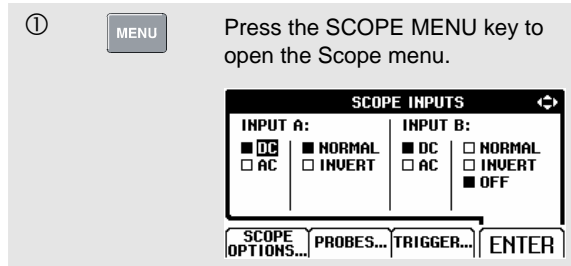 ① MENU Press the SCOPE MENU key to
open the Scope menu.
SCOPE INPUTS
INPUT A: INPUT B:
■ DC ■ NORMAL ■ DC □ NORMAL
□ AC □ INVERT □ AC □ INVERT
■ OFF
SCOPE OPTIONS... PROBES... TRIGGER... ENTER